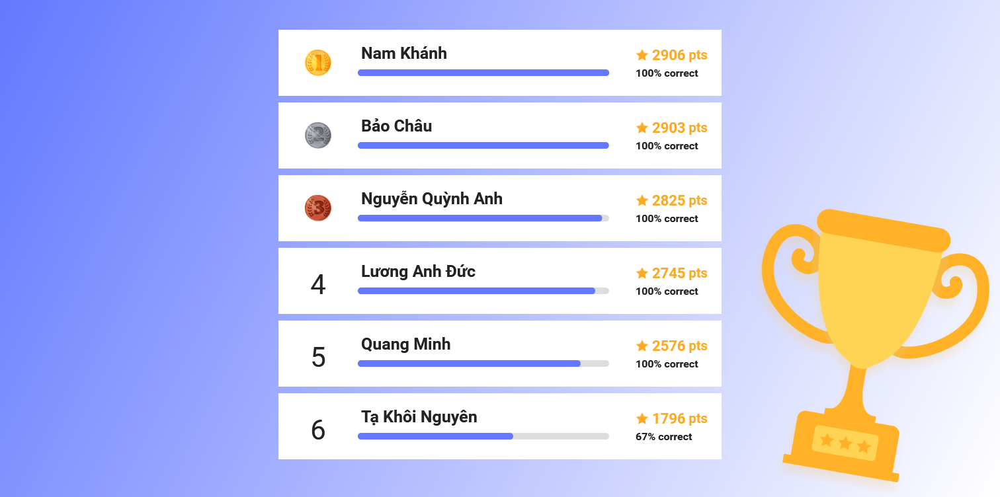 1
Nam Khánh
2906 pts
100% correct
2
Bảo Châu
2903 pts
100% correct
3
Nguyễn Quỳnh Anh
2825 pts
100% correct
4
Lương Anh Đức
2745 pts
100% correct
5
Quang Minh
2576 pts
100% correct
6
Tạ Khôi Nguyên
1796 pts
67% correct